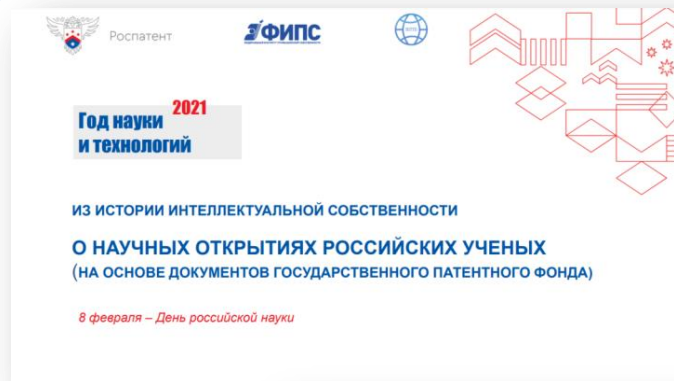 Роспатент
ФИПС
2021
Год науки
и технологий
ИЗ ИСТОРИИ ИНТЕЛЛЕКТУАЛЬНОЙ СОБСТВЕННОСТИ
О НАУЧНЫХ ОТКРЫТИЯХ РОССИЙСКИХ УЧЕНЫХ
(НА ОСНОВЕ ДОКУМЕНТОВ ГОСУДАРСТВЕННОГО ПАТЕНТНОГО ФОНДА)
8 февраля – День российской науки